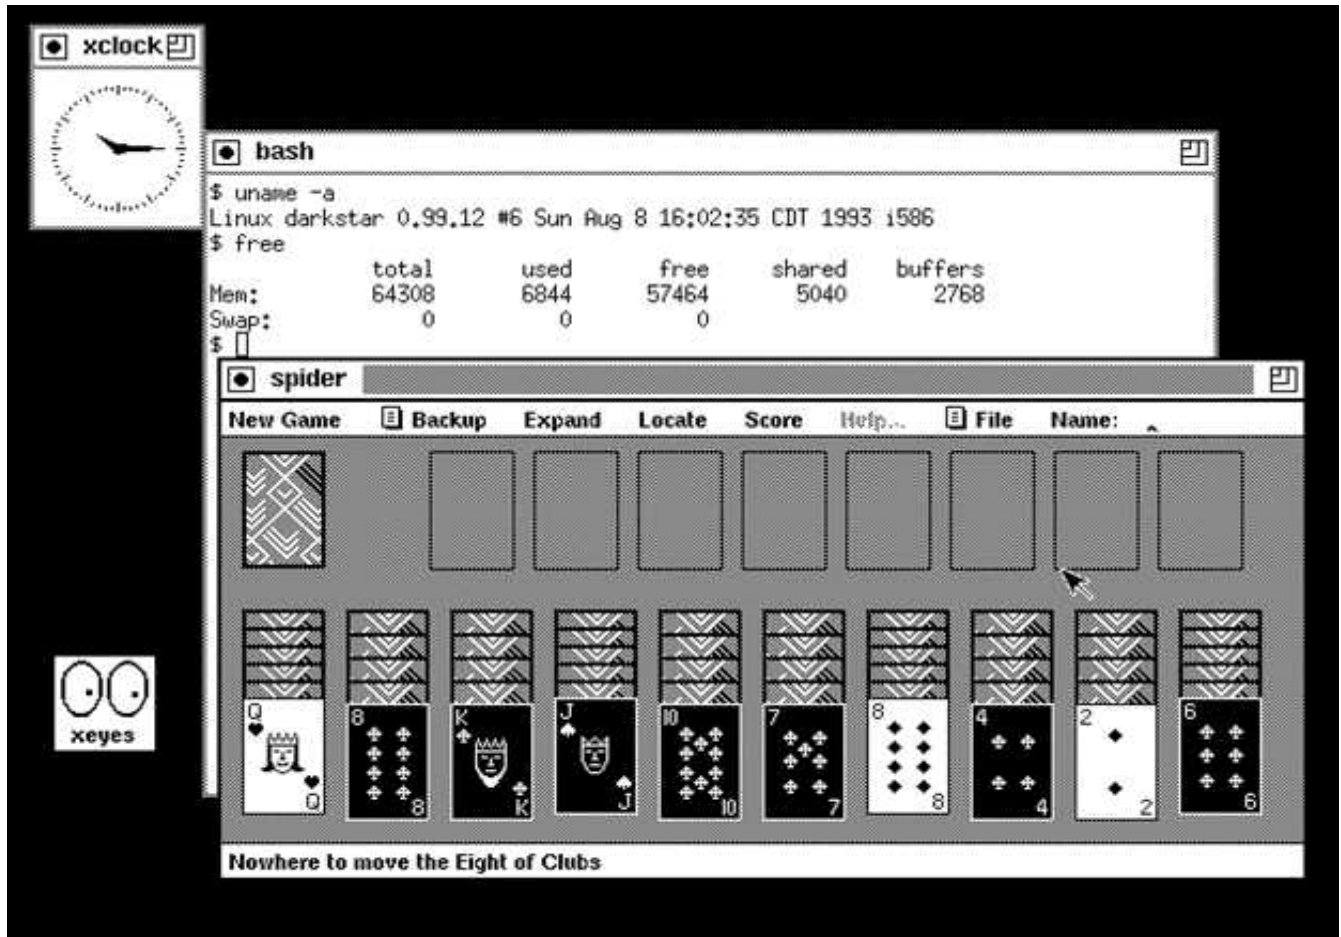 xclock
bash
$ uname -a
Linux darkstar 0.99.12 #6 Sun Aug 8 16:02:35 CDT 1993 i586
$ free
total used free shared buffers
Mem: 64308 6844 57464 5040 2768
Swap: 0 0 0
$
spider
New Game Backup Expand Locate Score Help... File Name:
Q 8 K J 10 7 8 4 2 6
Q 8 K J 10 7 8 4 2 6
xeyes
Nowhere to move the Eight of Clubs